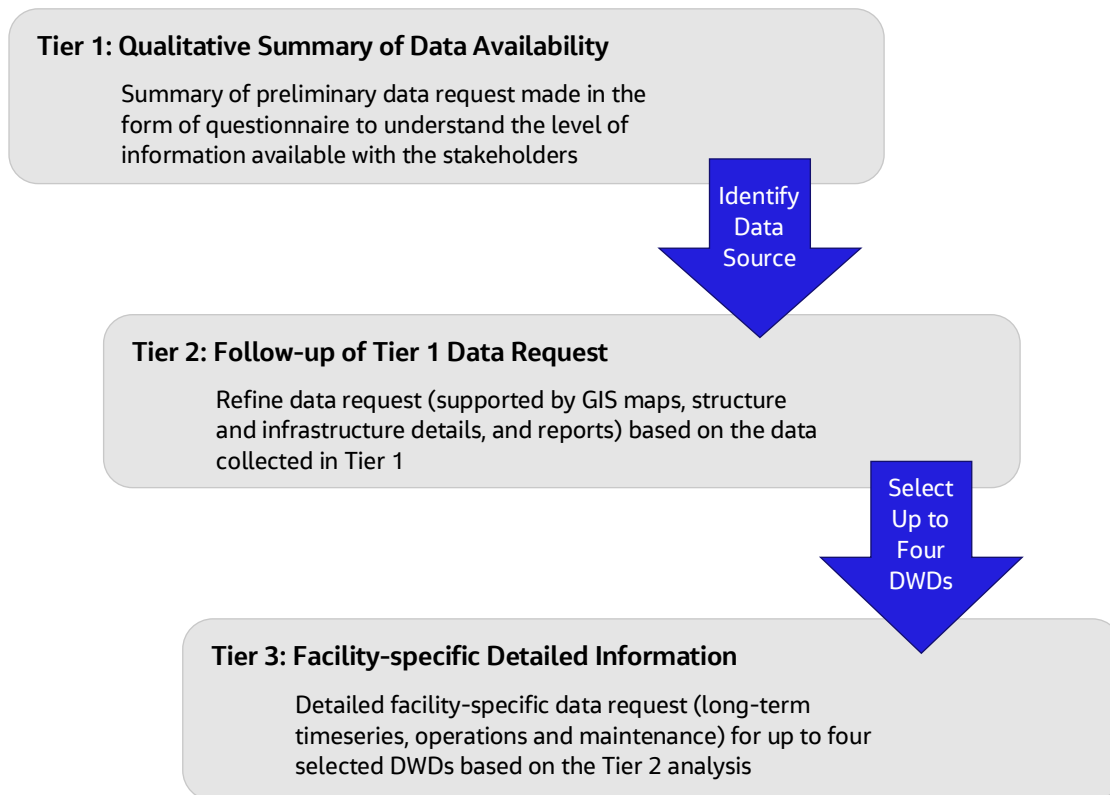 Tier 1: Qualitative Summary of Data Availability
Summary of preliminary data request made in the
form of questionnaire to understand the level of
information available with the stakeholders
Identify
Data
Source
Tier 2: Follow-up of Tier 1 Data Request
Refine data request (supported by GIS maps, structure
and infrastructure details, and reports) based on the data
collected in Tier 1
Select
Up to
Four
DWDs
Tier 3: Facility-specific Detailed Information
Detailed facility-specific data request (long-term
timeseries, operations and maintenance) for up to four
selected DWDs based on the Tier 2 analysis